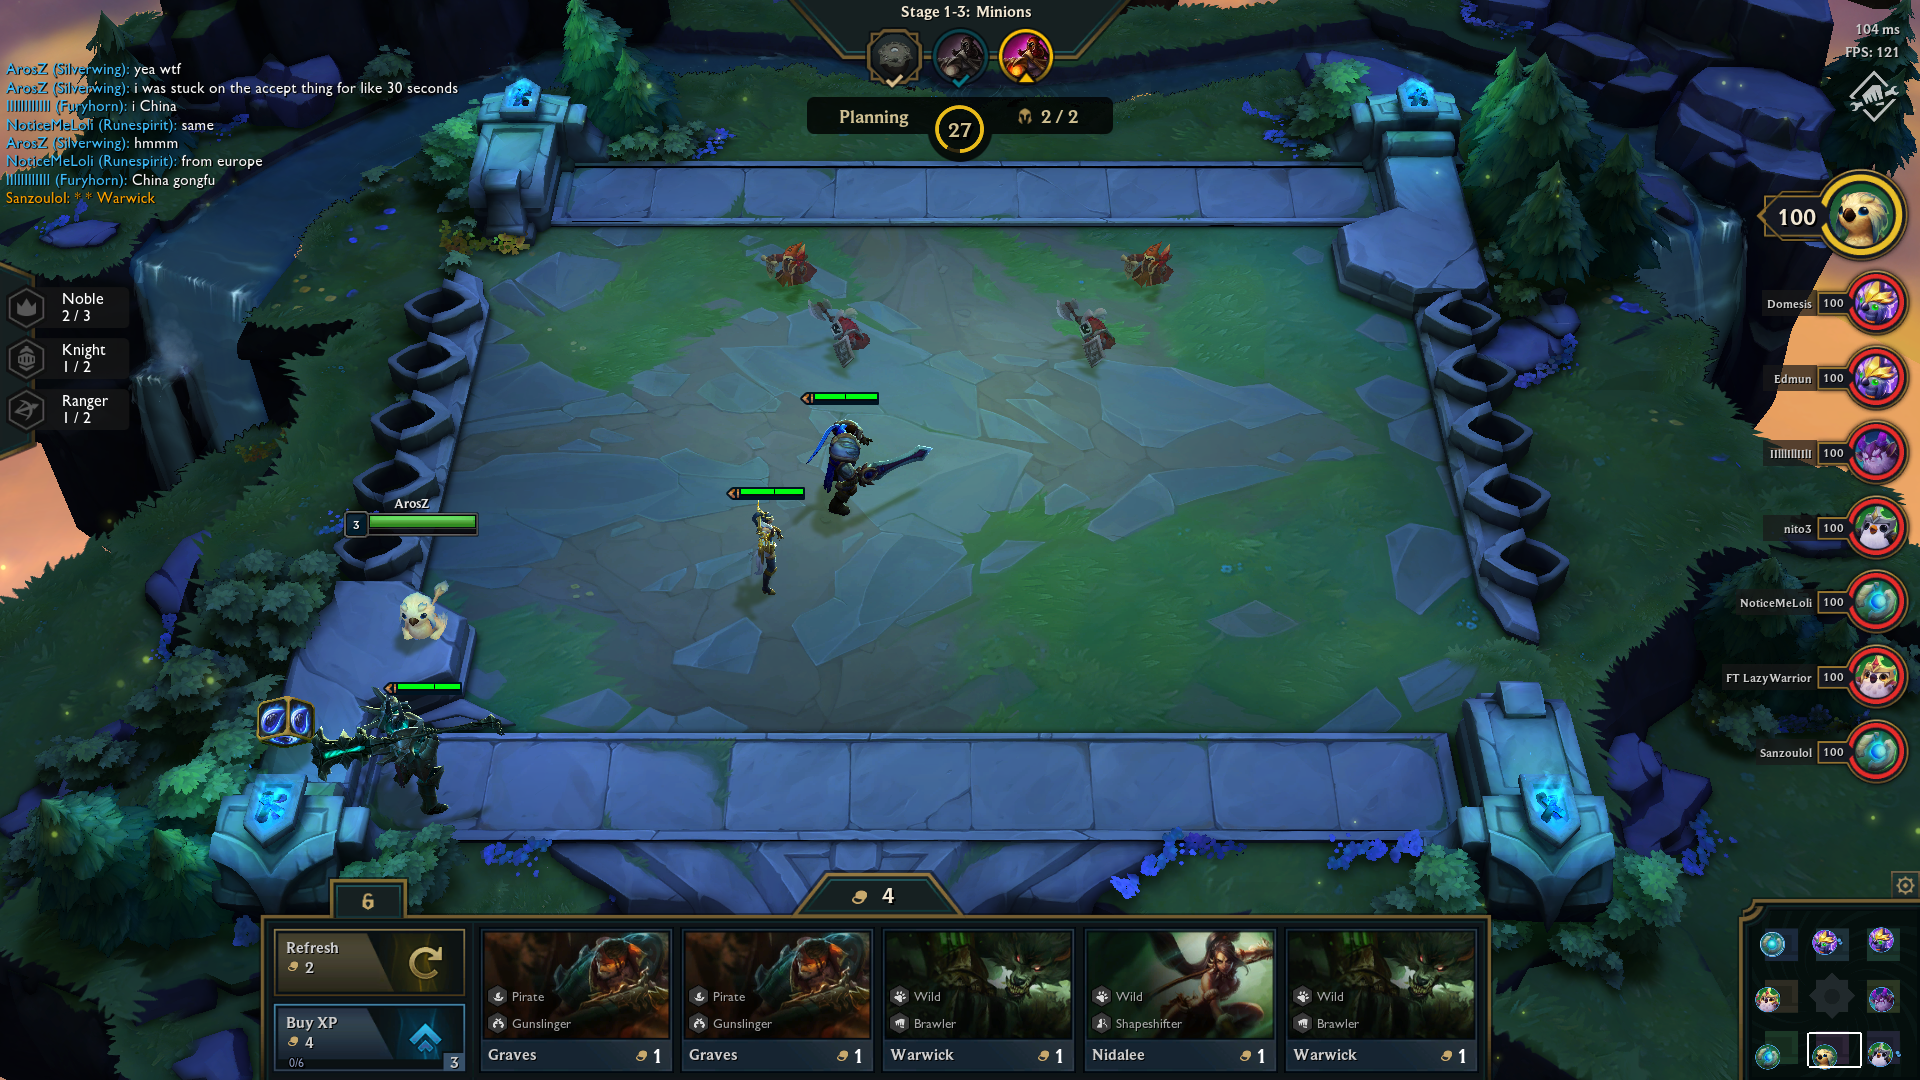 Stage 1-3: Minions
104 ms
FPS: 121
ArosZ (Silverwing): yea wtf
ArosZ (Silverwing): i was stuck on the accept thing for like 30 seconds
IIIIIIIIIIII (Furyhorn): i China
NoticeMeLoli (Runespirit): same
ArosZ (Silverwing): hmmm
NoticeMeLoli (Runespirit): from europe
IIIIIIIIIIII (Furyhorn): China gongfu
Sanzoulol: * * Warwick
Planning
27
2 / 2
100
Noble
2 / 3
Knight
1 / 2
Ranger
1 / 2
Domesis 100
Edmun 100
100
nito3 100
NoticeMeLoli 100
FT LazyWarrior 100
Sanzoulol 100
ArosZ
3
6
4
Refresh
2
Buy XP
4
0/6
3
Pirate
Gunslinger
Graves 1
Pirate
Gunslinger
Graves 1
Wild
Brawler
Warwick 1
Wild
Shapeshifter
Nidalee 1
Wild
Brawler
Warwick 1